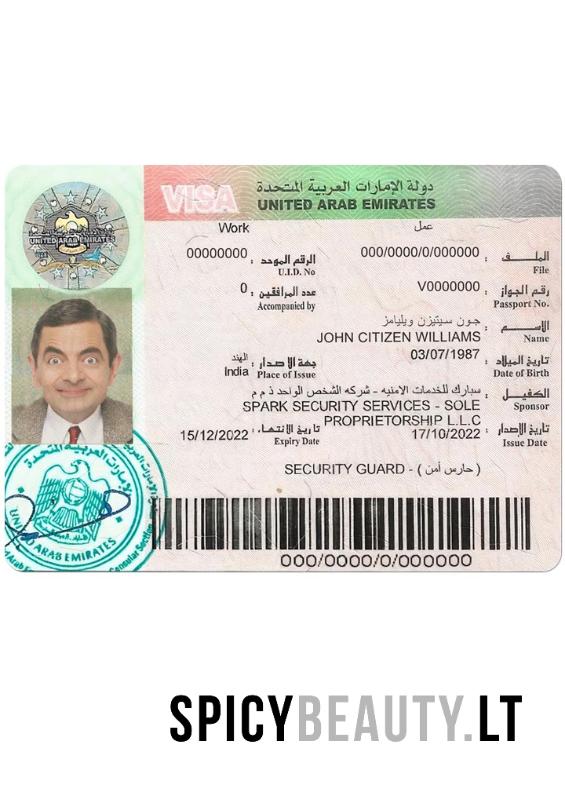 VISA
دولة الإمارات العربية المتحدة
UNITED ARAB EMIRATES
UNITED ARAB EMIRATES
Work عمل
00000000 : الرقم الموحد U.I.D. No
000/0000/0/000000 : الملف File
0 : عدد المرافقين Accompanied by
V0000000 : رقم الجواز Passport No.
جون سيتيزن ويليامز : الاسم
JOHN CITIZEN WILLIAMS Name
الهند : جهة الاصدار
India Place of Issue
03/07/1987 : تاريخ الميلاد Date of Birth
سبارك للخدمات الامنيه - شركه الشخص الواحد ذ م م : الكفيل
SPARK SECURITY SERVICES - SOLE Sponsor
PROPRIETORSHIP L.L.C
15/12/2022 : تاريخ الانتهاء Expiry Date
17/10/2022 : تاريخ الإصدار Issue Date
SECURITY GUARD - (حارس أمن)
000/0000/0/000000
الإمارات العربية المتحدة
UNITED ARAB EMIRATES
Consular Section
SPICYBEAUTY.LT